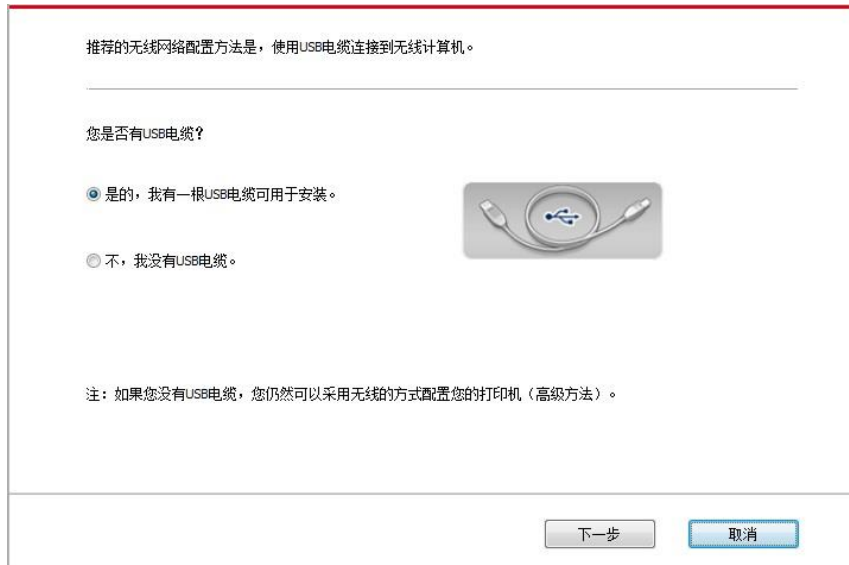 推荐的无线网络配置方法是，使用USB电缆连接到无线计算机。
您是否有USB电缆？
是的，我有一根USB电缆可用于安装。
不，我没有USB电缆。
注：如果您没有USB电缆，您仍然可以采用无线的方式配置您的打印机（高级方法）。
下一步 取消